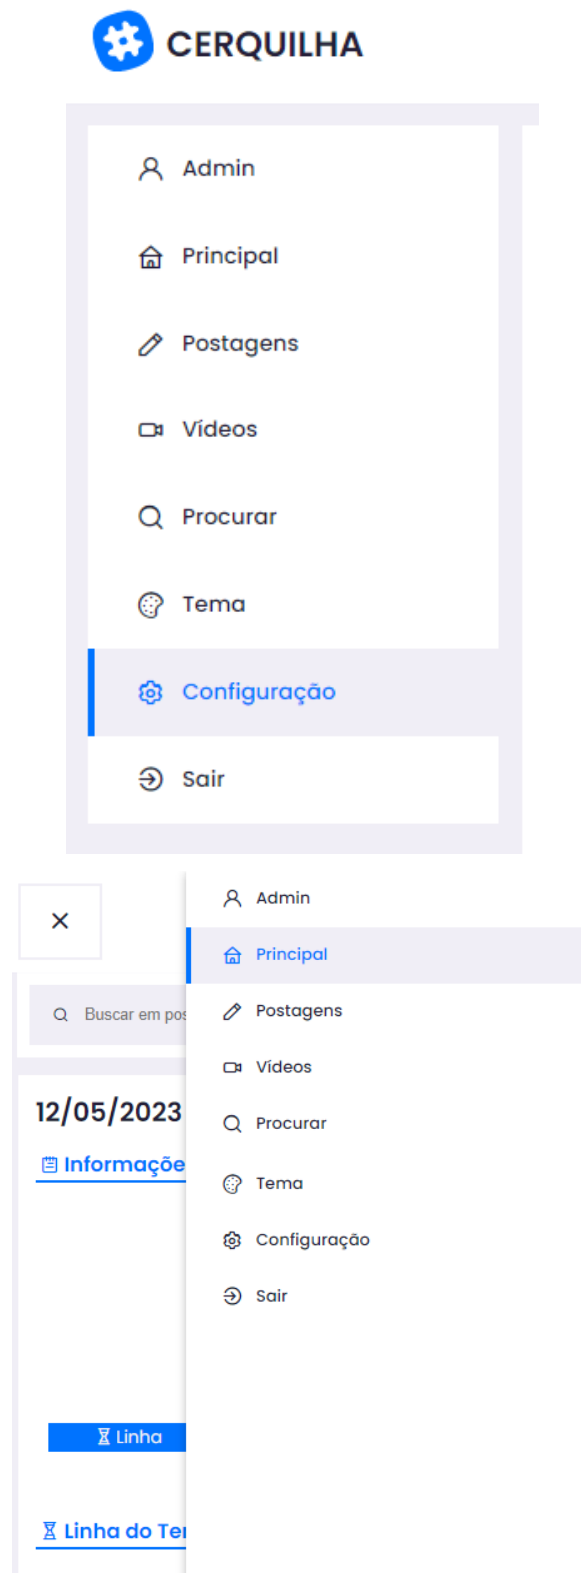 CERQUILHA
Admin
Principal
Postagens
Vídeos
Procurar
Tema
Configuração
Sair
Admin
Principal
Buscar em pos
Postagens
Vídeos
12/05/2023
Procurar
Informaçõe
Tema
Configuração
Sair
Linha
Linha do Te